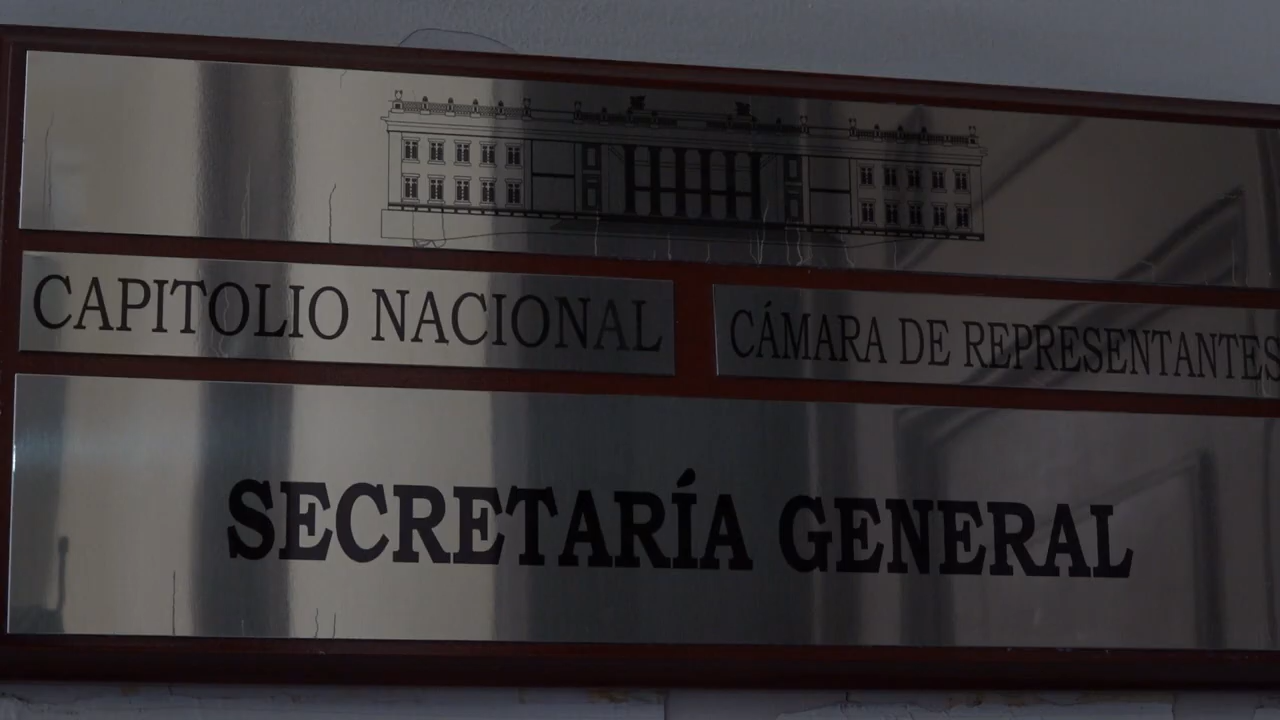 CAPITOLIO NACIONAL
CÁMARA DE REPRESENTANTES
SECRETARÍA GENERAL